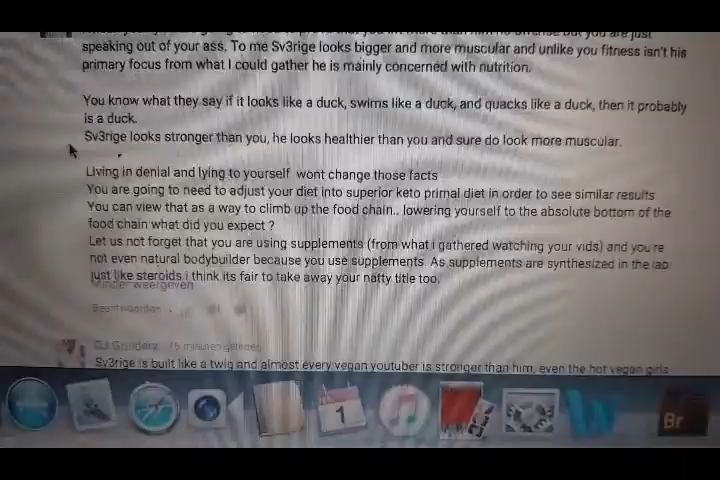 speaking out of your ass. To me Sv3rige looks bigger and more muscular and unlike you fitness isn't his
primary focus from what I could gather he is mainly concerned with nutrition.
You know what they say if it looks like a duck, swims like a duck, and quacks like a duck, then it probably
is a duck.
Sv3rige looks stronger than you, he looks healthier than you and sure do look more muscular.
Living in denial and lying to yourself wont change those facts
You are going to need to adjust your diet into superior keto primal diet in order to see similar results
You can view that as a way to climb up the food chain.. lowering yourself to the absolute bottom of the
food chain what did you expect ?
Let us not forget that you are using supplements (from what i gathered watching your vids) and you're
not even natural bodybuilder because you use supplements. As supplements are synthesized in the lab
just like steroids i think its fair to take away your natty title too.
Minder weergeven
Beantwoorden
15 minuten geleden
Sv3rige is built like a twig and almost every vegan youtuber is stronger than him, even the hot vegan girls
1
Br